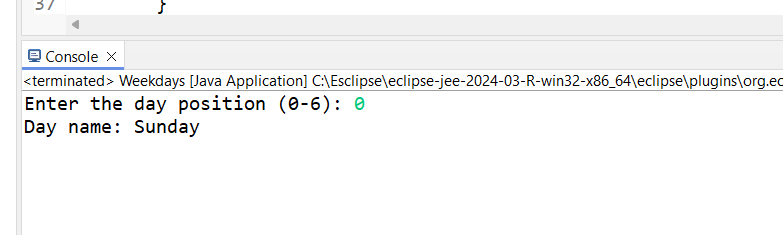 37 }
Console
<terminated> Weekdays [Java Application] C:\Esclipse\eclipse-jee-2024-03-R-win32-x86_64\eclipse\plugins\org.ec
Enter the day position (0-6): 0
Day name: Sunday